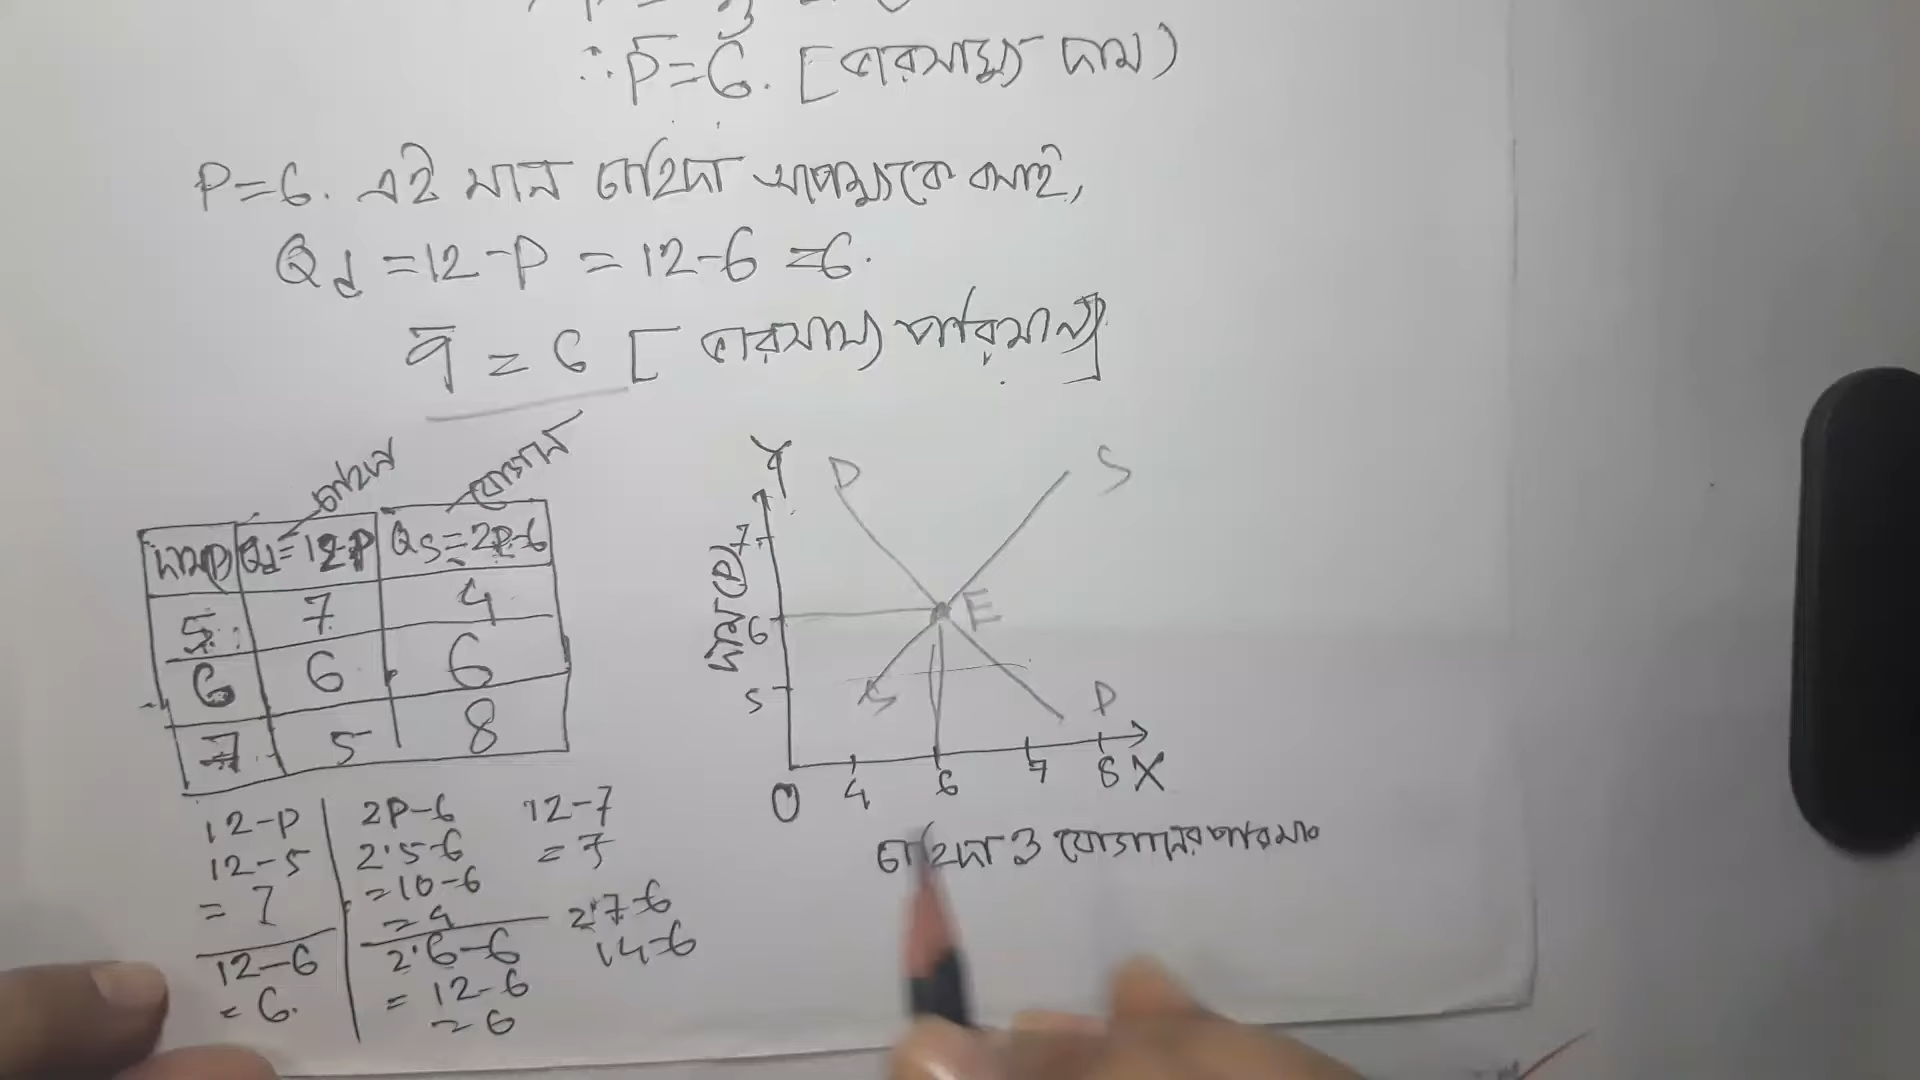 ∴ P̅ = 6. [ভারসাম্য দাম)
P = 6. এই মান চাহিদা সমীকরণে বসাই,
Qd = 12 - P = 12 - 6 = 6.
q̅ = 6 [ভারসাম্য পরিমাণ]
চাহিদা যোগান
দাম(P) Qd = 12-P Qs = 2P-6
5 7 4
6 6 6
7 5 8
12-P
12-5
= 7
12-6
= 6.
2P-6
2·5-6
= 10-6
= 4
2·6-6
= 12-6
= 6
12-7
= 7
2·7-6
14-6
Y
D S
7
দাম(P)
6 E
5 S D
O 4 6 7 8 X
চাহিদা ও যোগানের পরিমাণ